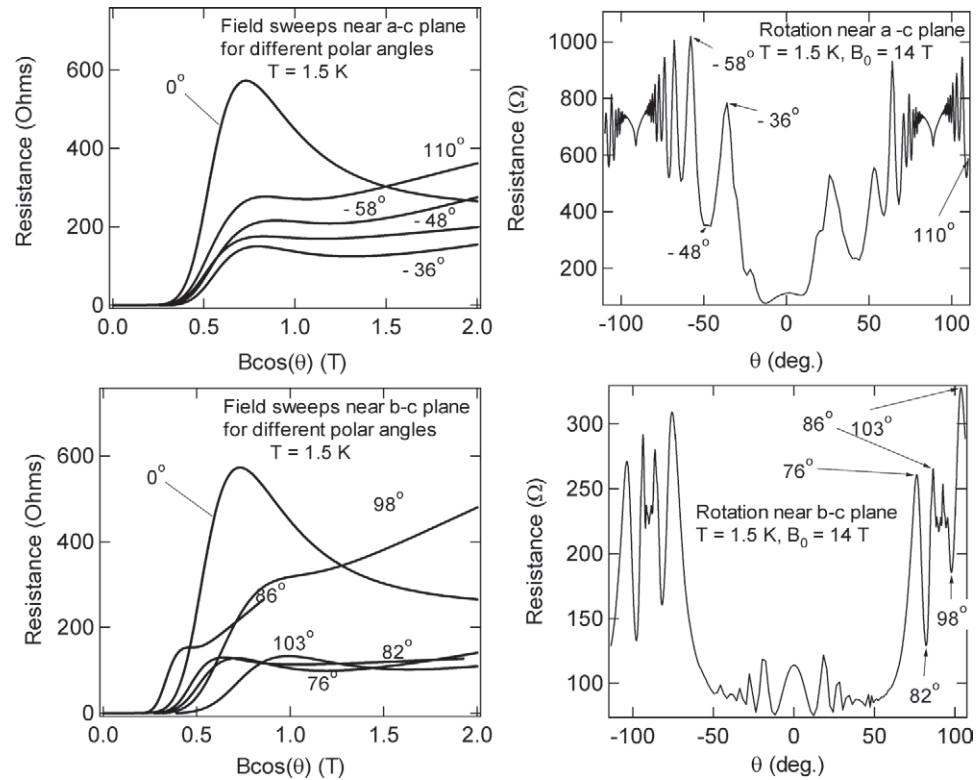 Field sweeps near a-c plane
for different polar angles
T = 1.5 K
0°
110°
- 58°
- 48°
- 36°
Resistance (Ohms)
600
400
200
0
0.0 0.5 1.0 1.5 2.0
Bcos(θ) (T)
Rotation near a -c plane
T = 1.5 K, B₀ = 14 T
- 58°
- 36°
- 48°
110°
Resistance (Ω)
1000
800
600
400
200
-100 -50 0 50 100
θ (deg.)
Field sweeps near b-c plane
for different polar angles
T = 1.5 K
0°
98°
86°
103°
82°
76°
Resistance (Ohms)
600
400
200
0
0.0 0.5 1.0 1.5 2.0
Bcos(θ) (T)
86° 103°
76°
Rotation near b-c plane
T = 1.5 K, B₀ = 14 T
98°
82°
Resistance (Ω)
300
250
200
150
100
-100 -50 0 50 100
θ (deg.)